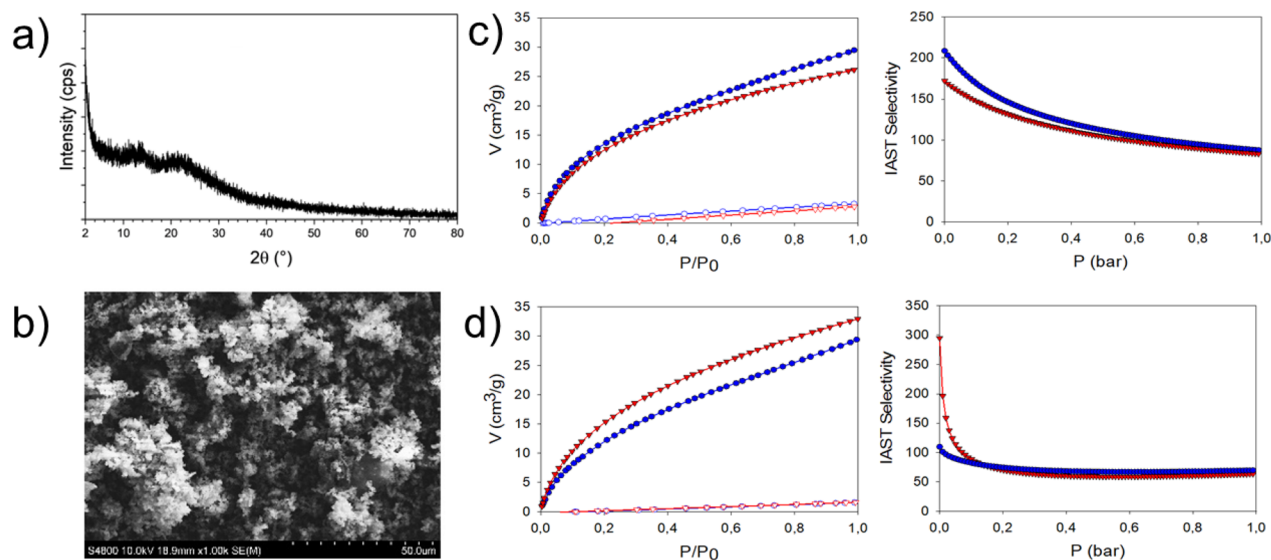 a)
Intensity (cps)
2 10 20 30 40 50 60 70 80
2θ (°)
b)
S4800 10.0kV 18.9mm x1.00k SE(M)
50.0um
c)
V (cm³/g)
35
30
25
20
15
10
5
0
0,0 0,2 0,4 0,6 0,8 1,0
P/P0
IAST Selectivity
250
200
150
100
50
0
0,0 0,2 0,4 0,6 0,8 1,0
P (bar)
d)
V (cm³/g)
35
30
25
20
15
10
5
0
0,0 0,2 0,4 0,6 0,8 1,0
P/P0
IAST Selectivity
350
300
250
200
150
100
50
0
0,0 0,2 0,4 0,6 0,8 1,0
P (bar)